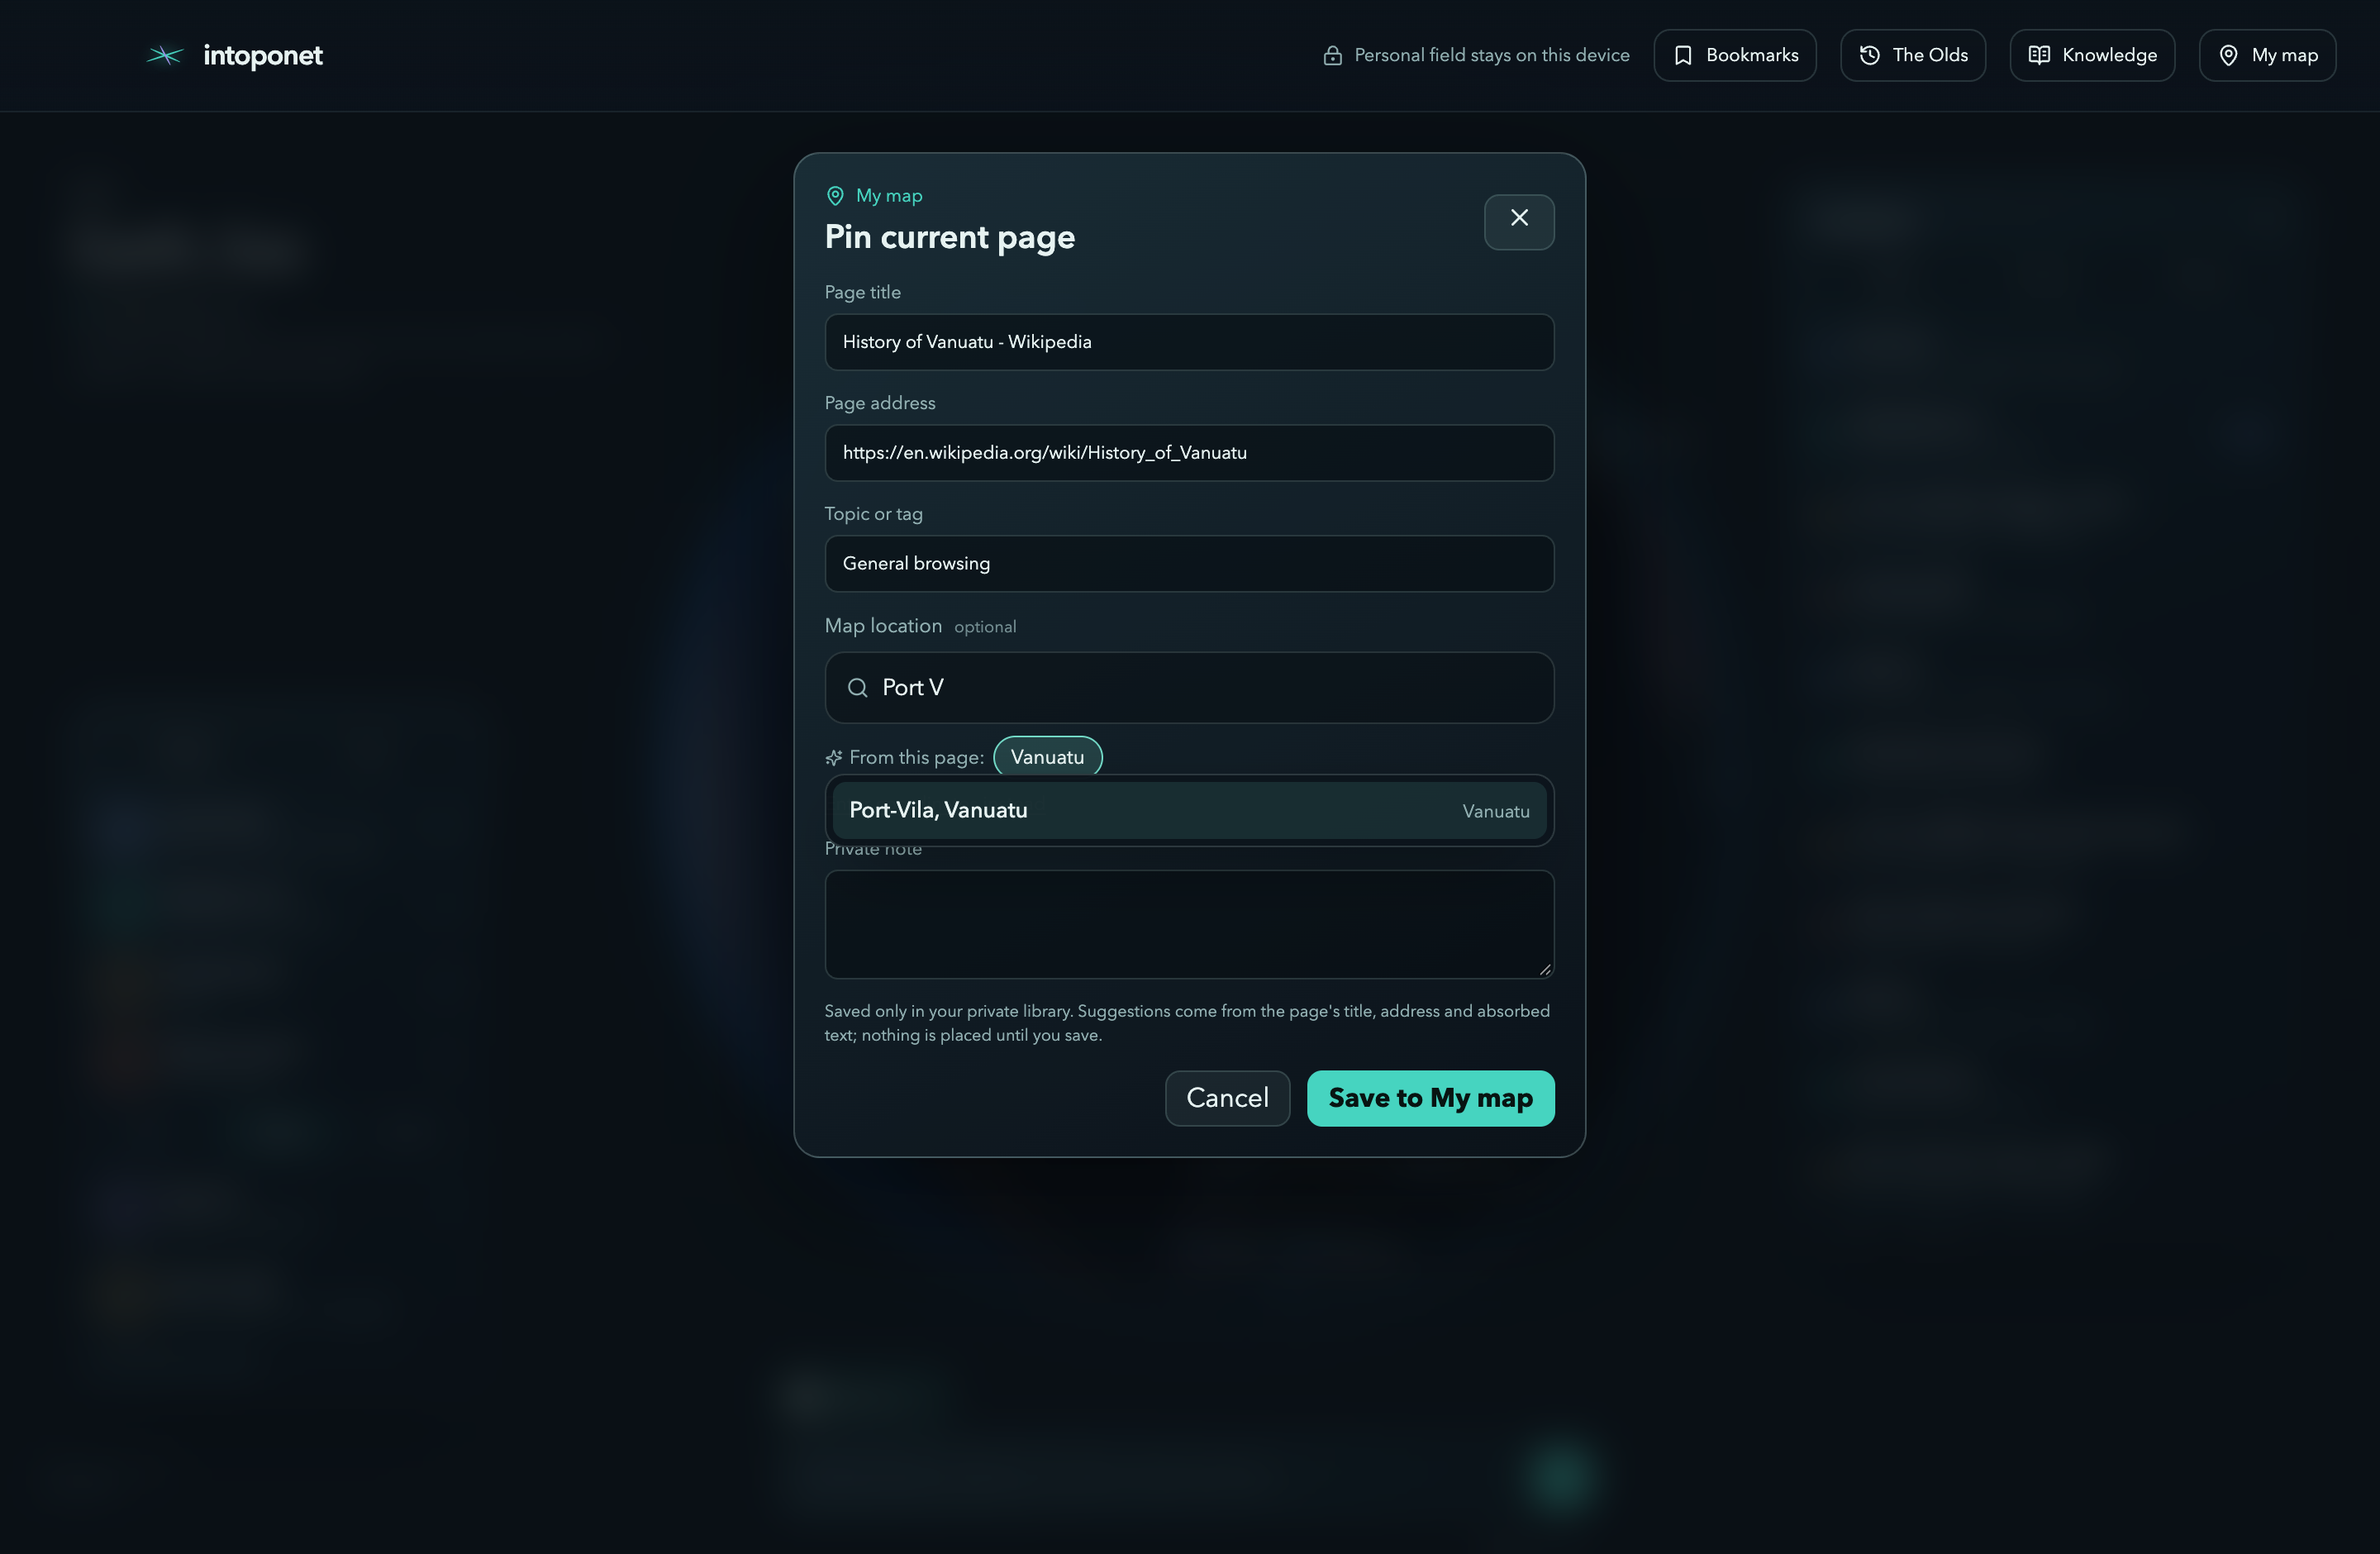 intoponet
Personal field stays on this device
Bookmarks
The Olds
Knowledge
My map
My map
Pin current page
Page title
History of Vanuatu - Wikipedia
Page address
https://en.wikipedia.org/wiki/History_of_Vanuatu
Topic or tag
General browsing
Map location optional
Port V
From this page: Vanuatu
Port-Vila, Vanuatu Vanuatu
Private note
Saved only in your private library. Suggestions come from the page's title, address and absorbed
text; nothing is placed until you save.
Cancel
Save to My map